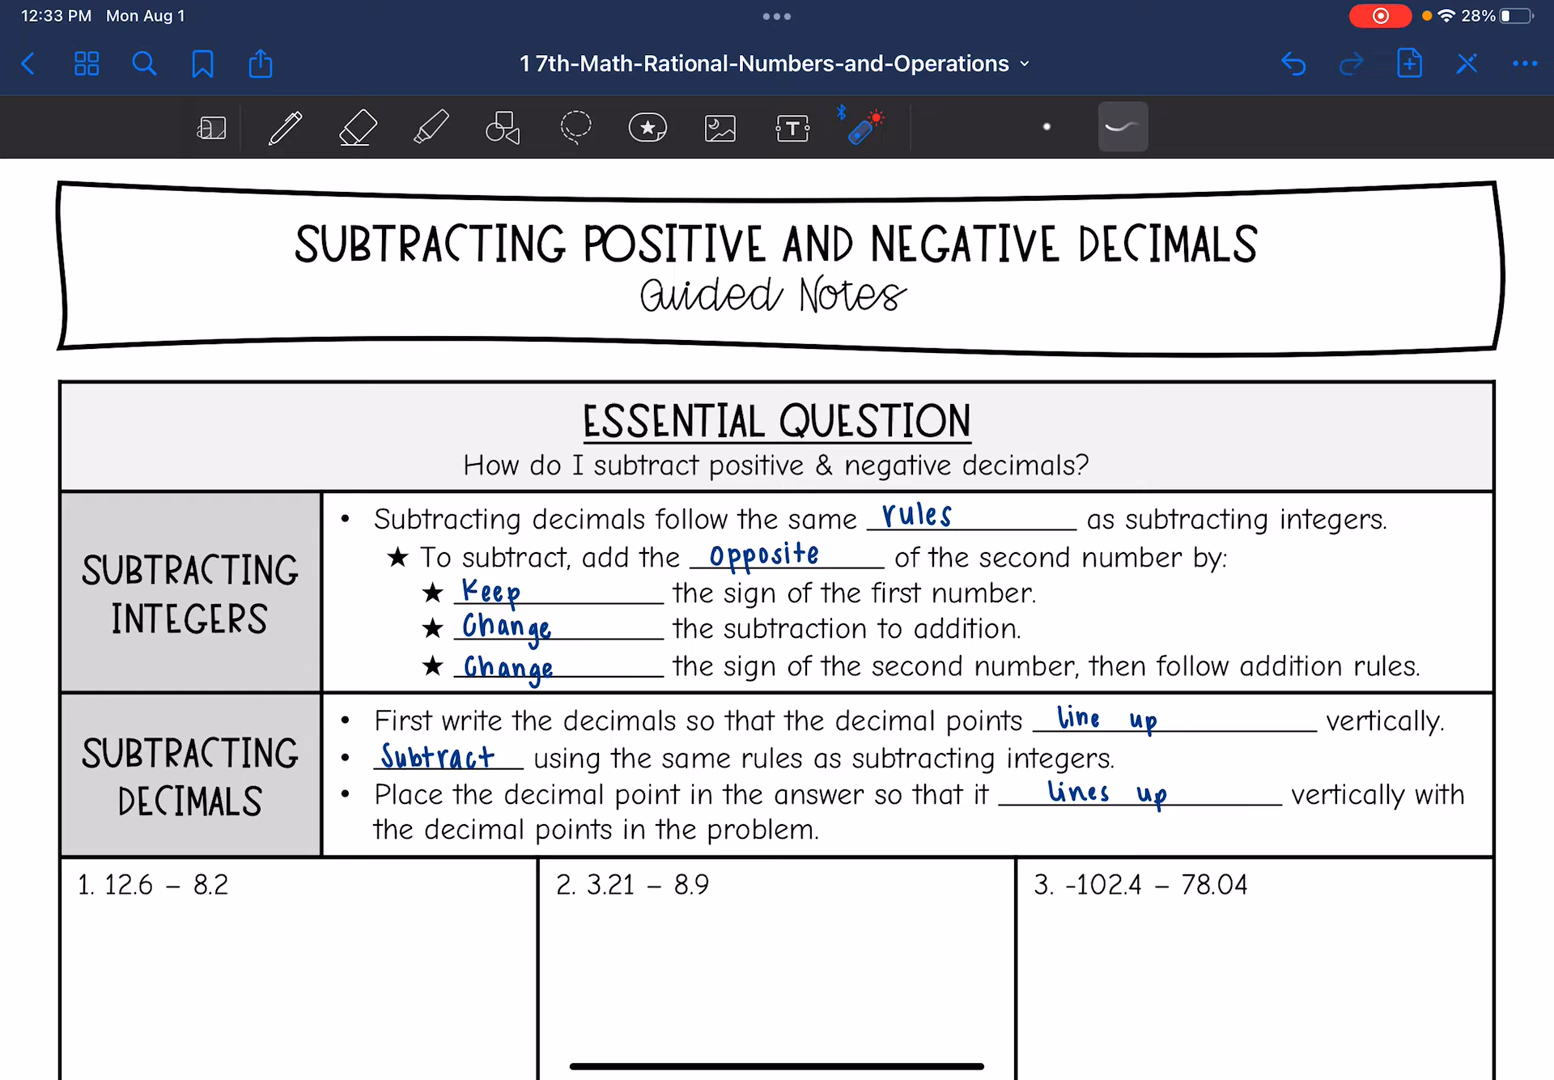 12:33 PM Mon Aug 1
28%
1 7th-Math-Rational-Numbers-and-Operations
T
SUBTRACTING POSITIVE AND NEGATIVE DECIMALS
Guided Notes
ESSENTIAL QUESTION
How do I subtract positive & negative decimals?
SUBTRACTING
INTEGERS
• Subtracting decimals follow the same rules as subtracting integers.
★ To subtract, add the opposite of the second number by:
★ Keep the sign of the first number.
★ Change the subtraction to addition.
★ Change the sign of the second number, then follow addition rules.
SUBTRACTING
DECIMALS
• First write the decimals so that the decimal points line up vertically.
• Subtract using the same rules as subtracting integers.
• Place the decimal point in the answer so that it lines up vertically with
the decimal points in the problem.
1. 12.6 – 8.2
2. 3.21 – 8.9
3. -102.4 – 78.04